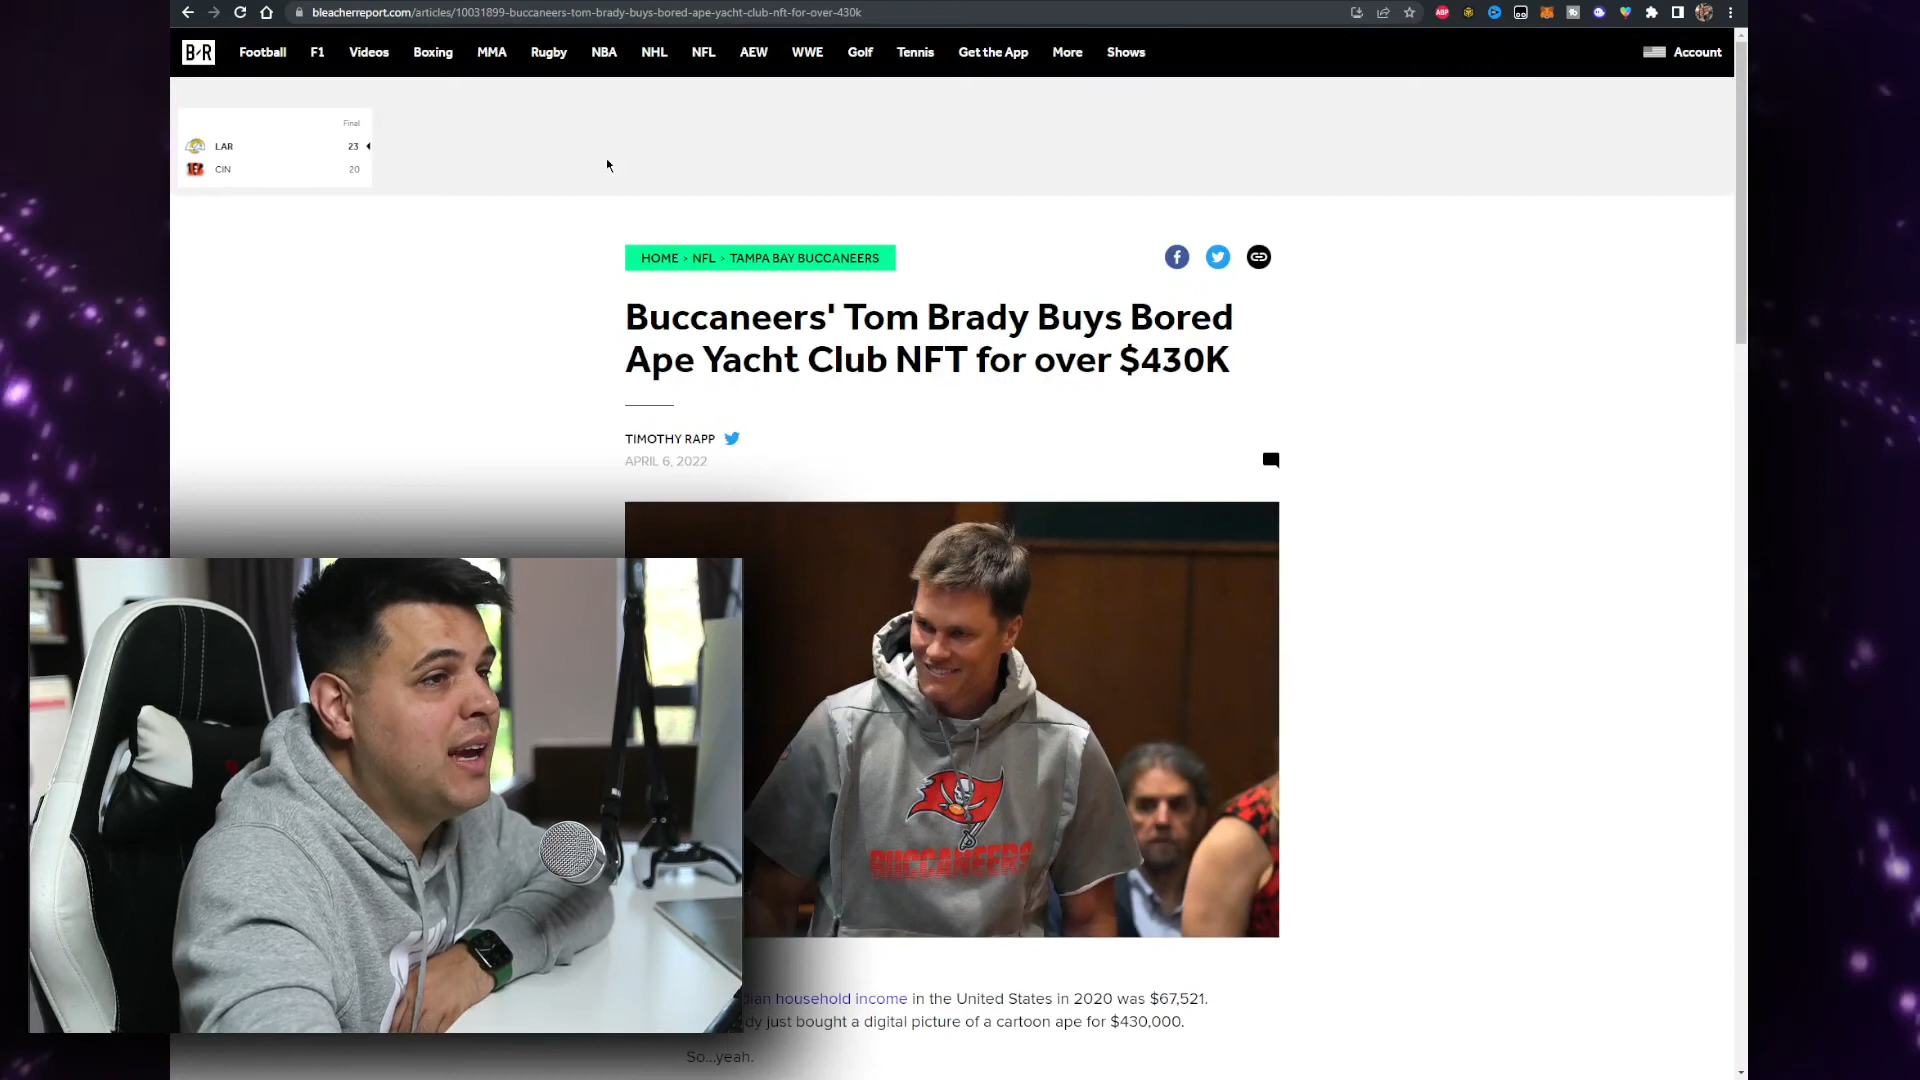 bleacherreport.com/articles/10031899-buccaneers-tom-brady-buys-bored-ape-yacht-club-nft-for-over-430k
ABP
B/R Football F1 Videos Boxing MMA Rugby NBA NHL NFL AEW WWE Golf Tennis Get the App More Shows Account
Final
LAR 23
CIN 20
HOME > NFL > TAMPA BAY BUCCANEERS
Buccaneers' Tom Brady Buys Bored
Ape Yacht Club NFT for over $430K
TIMOTHY RAPP
APRIL 6, 2022
BUCCANEERS
household income in the United States in 2020 was $67,521.
just bought a digital picture of a cartoon ape for $430,000.
So...yeah.